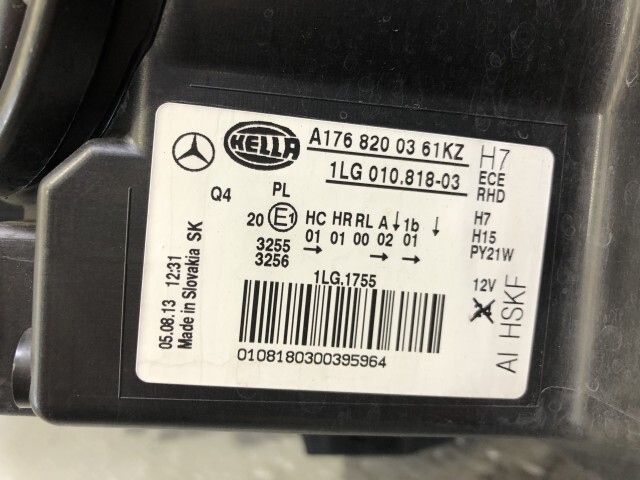 HELLA
A176 820 03 61KZ
1LG 010.818-03
H7
ECE
RHD
Q4 PL
20 E1 HC HR RL A ↓ 1b ↓
01 01 00 02 01
3255 → → →
3256
H7
H15
PY21W
1LG.1755
12V
0108180300395964
05.08.13 12:31
Made in Slovakia SK
AI HSKF